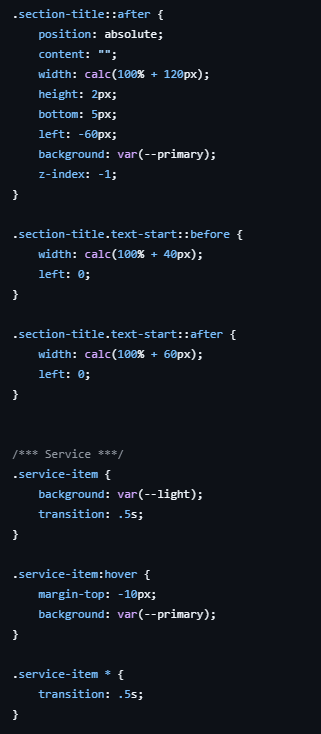 .section-title::after {
    position: absolute;
    content: "";
    width: calc(100% + 120px);
    height: 2px;
    bottom: 5px;
    left: -60px;
    background: var(--primary);
    z-index: -1;
}

.section-title.text-start::before {
    width: calc(100% + 40px);
    left: 0;
}

.section-title.text-start::after {
    width: calc(100% + 60px);
    left: 0;
}


/*** Service ***/
.service-item {
    background: var(--light);
    transition: .5s;
}

.service-item:hover {
    margin-top: -10px;
    background: var(--primary);
}

.service-item * {
    transition: .5s;
}